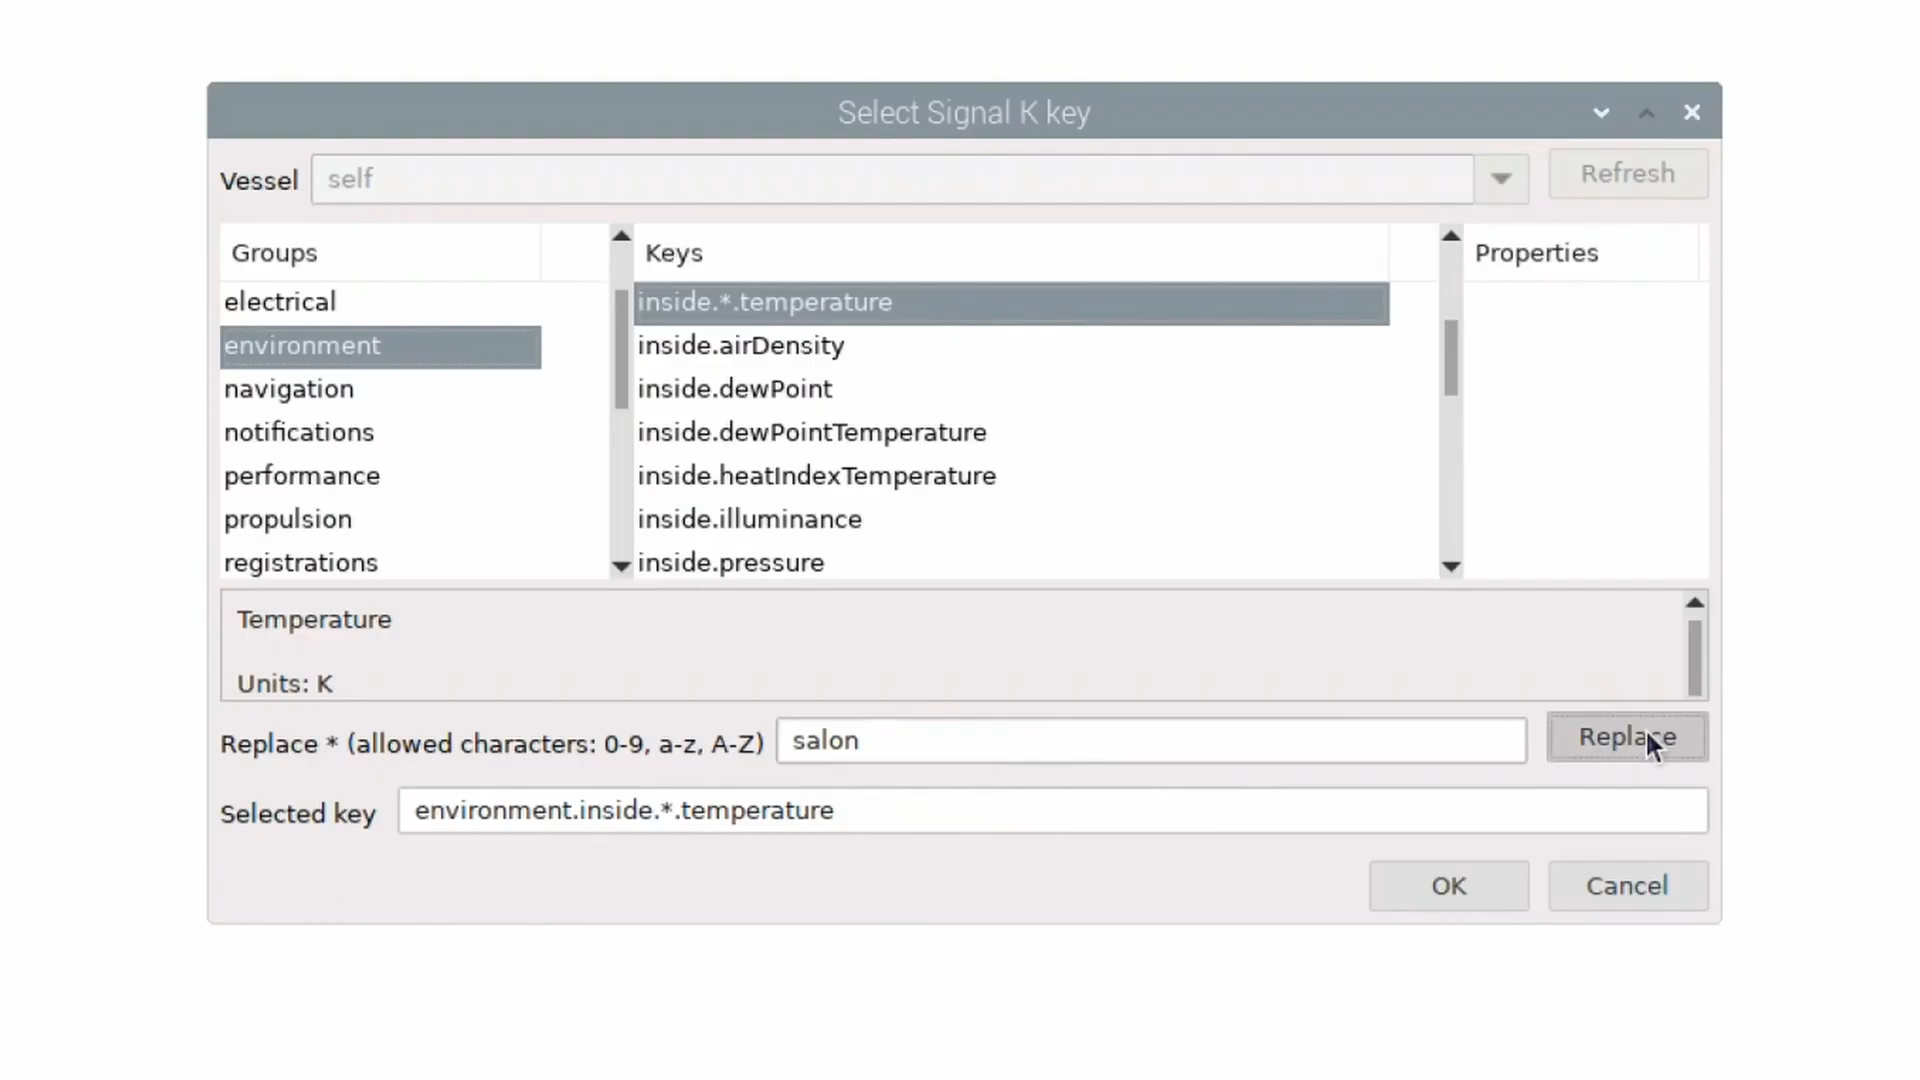 Select Signal K key
Vessel self Refresh
Groups Keys Properties
electrical inside.*.temperature
environment inside.airDensity
navigation inside.dewPoint
notifications inside.dewPointTemperature
performance inside.heatIndexTemperature
propulsion inside.illuminance
registrations inside.pressure
Temperature
Units: K
Replace * (allowed characters: 0-9, a-z, A-Z) salon Replace
Selected key environment.inside.*.temperature
OK Cancel